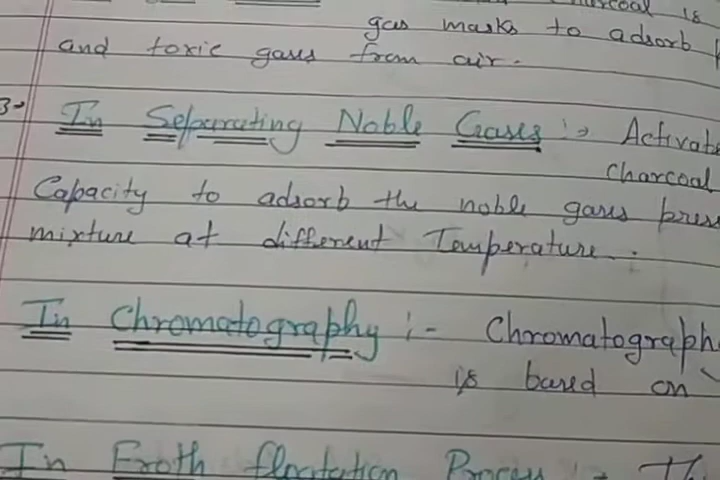 charcoal is
gas masks to adsorb
and toxic gases from air.
3→ In Separating Noble Gases :→ Activate
charcoal
Capacity to adsorb the noble gases pres
mixture at different Temperature.
In Chromatography :- Chromatograph
is based on
In Froth floatation Process :- Th